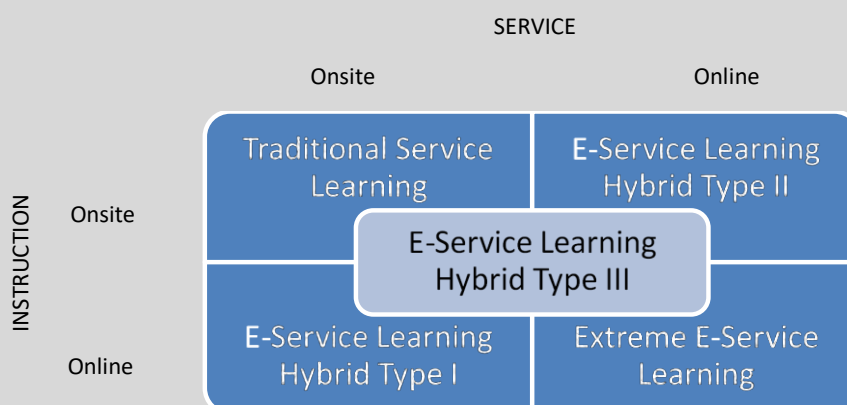 SERVICE
Onsite
Online
Traditional Service
Learning
E-Service Learning
Hybrid Type II
INSTRUCTION
Onsite
E-Service Learning
Hybrid Type III
E-Service Learning
Hybrid Type I
Extreme E-Service
Learning
Online